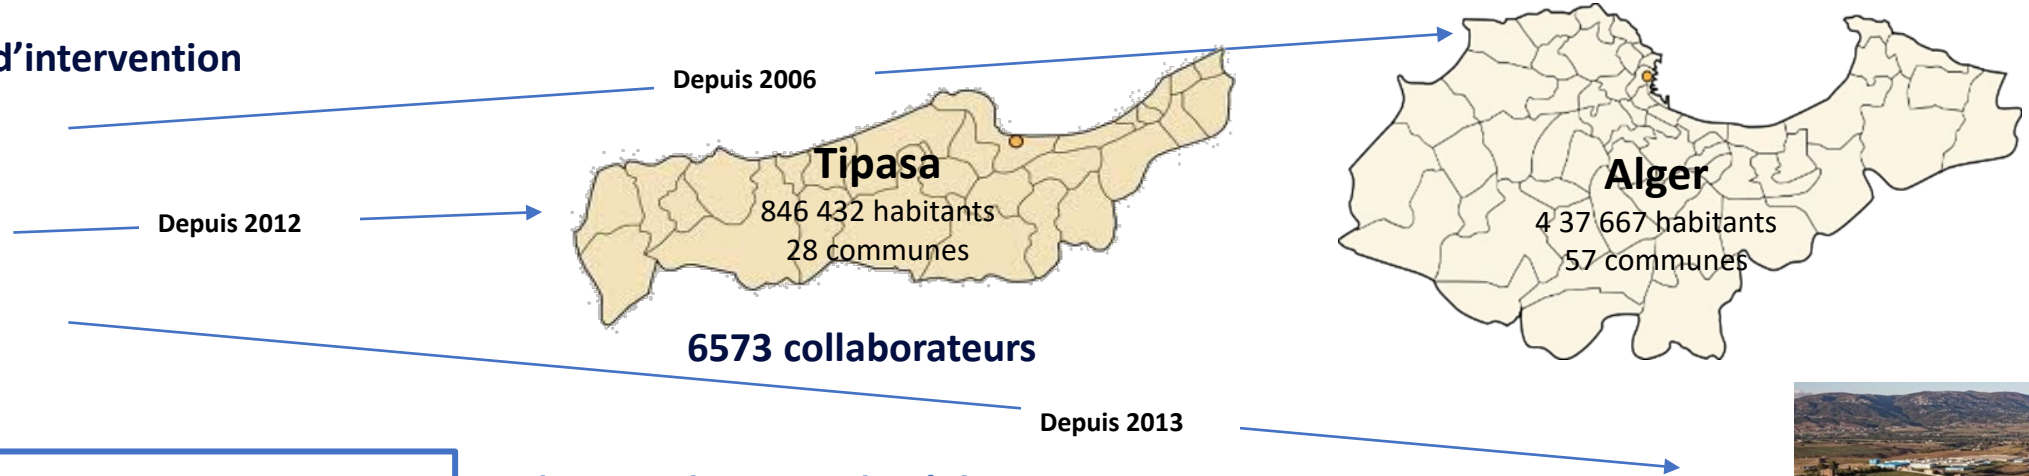 d’intervention
Depuis 2006
Depuis 2012
Tipasa
846 432 habitants
28 communes
Alger
4 37 667 habitants
57 communes
6573 collaborateurs
Depuis 2013